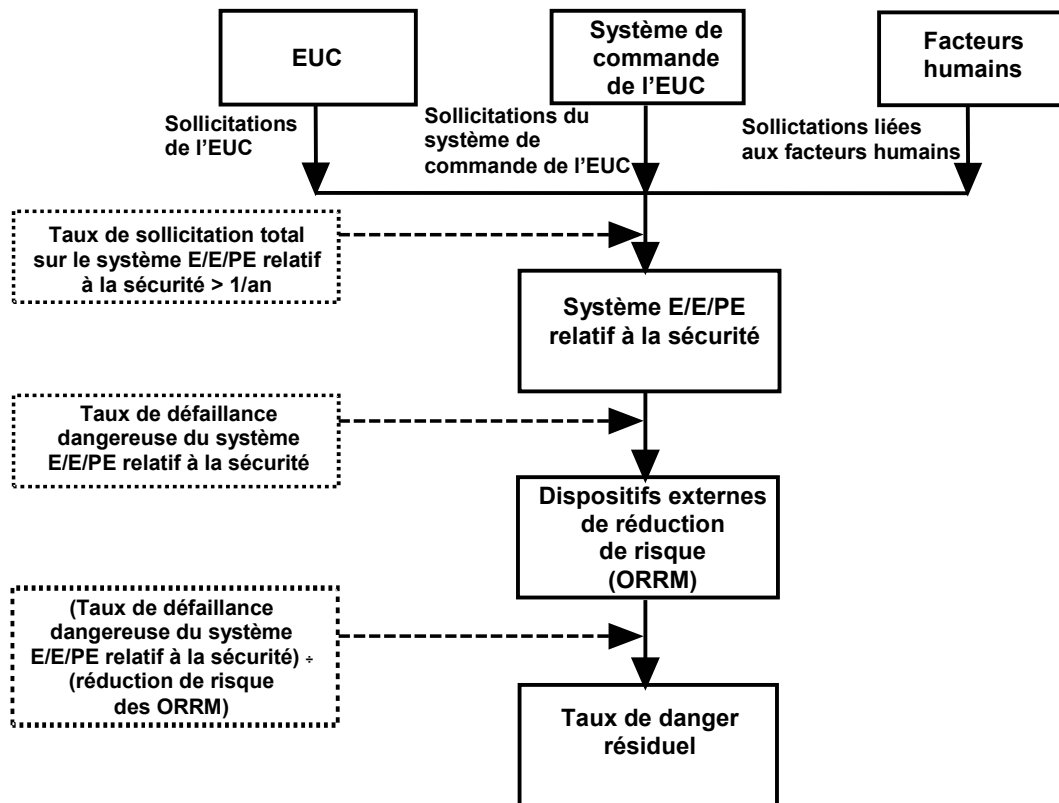 EUC
Système de
commande
de l’EUC
Facteurs
humains
Sollicitations
de l’EUC
Sollicitations du
système de
commande de l’EUC
Sollictations liées
aux facteurs humains
Taux de sollicitation total
sur le système E/E/PE relatif
à la sécurité > 1/an
Système E/E/PE
relatif à la sécurité
Taux de défaillance
dangereuse du système
E/E/PE relatif à la sécurité
Dispositifs externes
de réduction
de risque
(ORRM)
(Taux de défaillance
dangereuse du système
E/E/PE relatif à la sécurité) ÷
(réduction de risque
des ORRM)
Taux de danger
résiduel